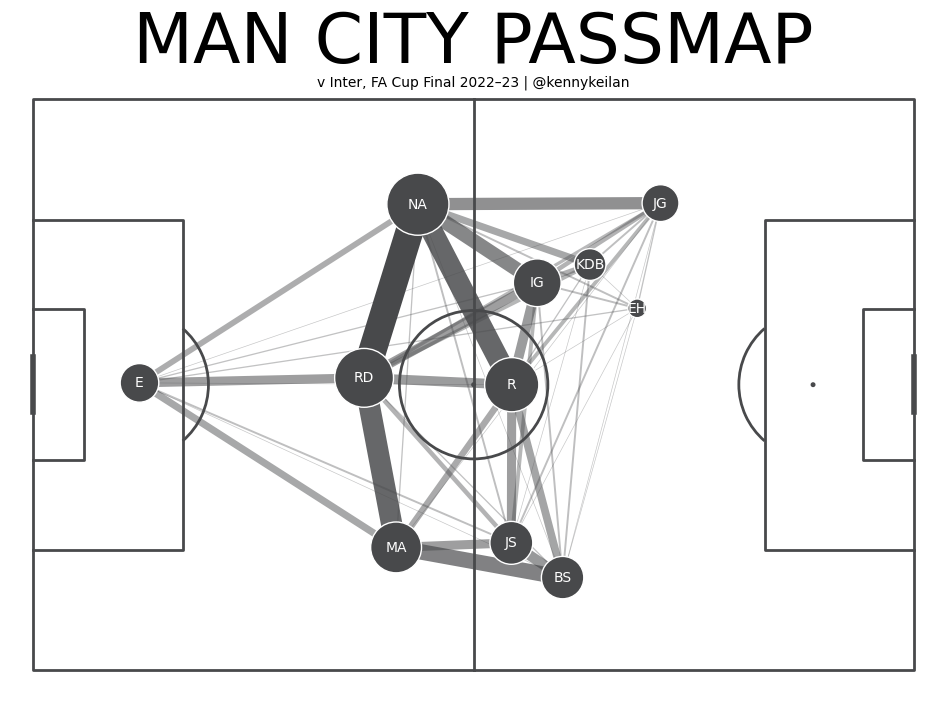 MAN CITY PASSMAP
v Inter, FA Cup Final 2022–23 | @kennykeilan
NA
JG
KDB
IG
EH
RD
E
R
MA
JS
BS